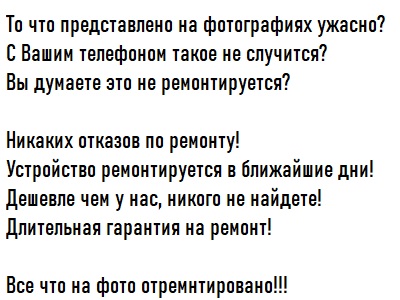 То что представлено на фотографиях ужасно?
С Вашим телефоном такое не случится?
Вы думаете это не ремонтируется?
Никаких отказов по ремонту!
Устройство ремонтируется в ближайшие дни!
Дешевле чем у нас, никого не найдете!
Длительная гарантия на ремонт!
Все что на фото отремнтировано!!!